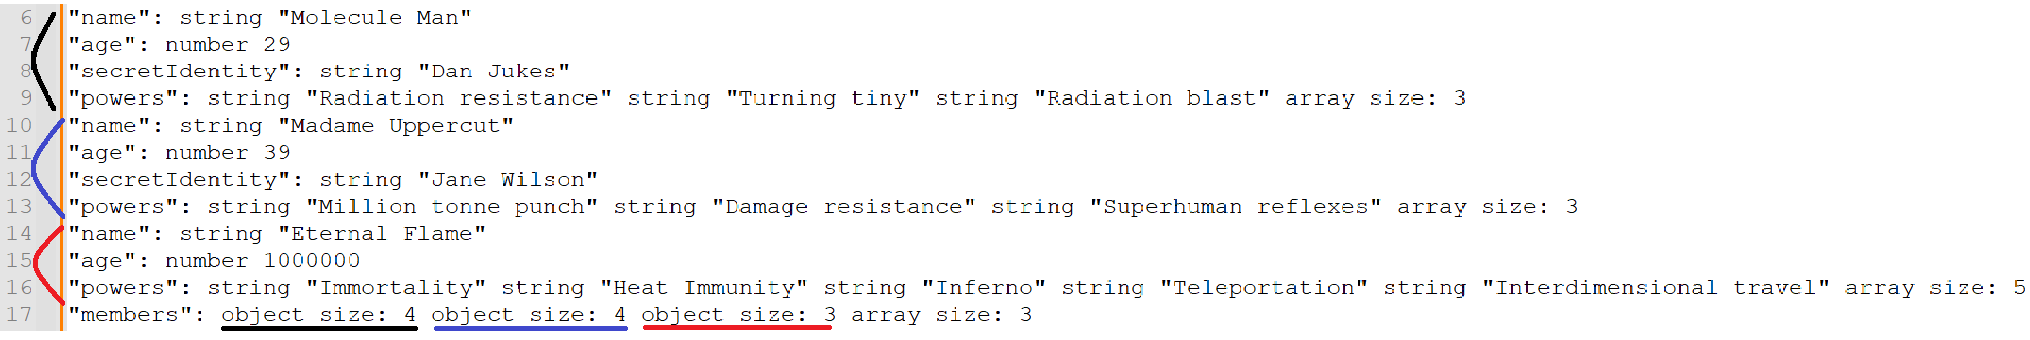 6 "name": string "Molecule Man"
7 "age": number 29
8 "secretIdentity": string "Dan Jukes"
9 "powers": string "Radiation resistance" string "Turning tiny" string "Radiation blast" array size: 3
10 "name": string "Madame Uppercut"
11 "age": number 39
12 "secretIdentity": string "Jane Wilson"
13 "powers": string "Million tonne punch" string "Damage resistance" string "Superhuman reflexes" array size: 3
14 "name": string "Eternal Flame"
15 "age": number 1000000
16 "powers": string "Immortality" string "Heat Immunity" string "Inferno" string "Teleportation" string "Interdimensional travel" array size: 5
17 "members": object size: 4 object size: 4 object size: 3 array size: 3